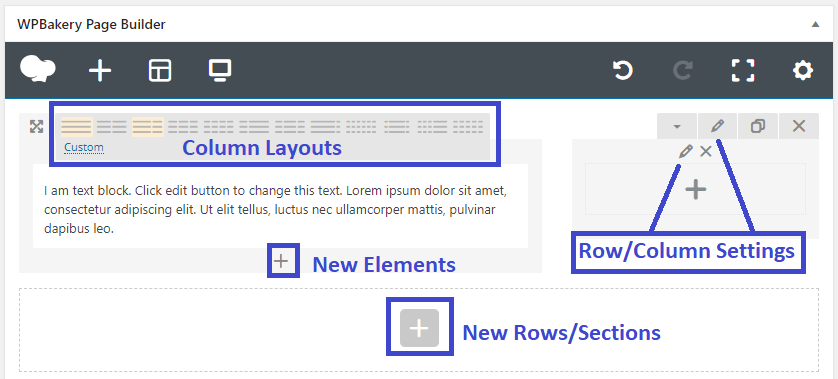 WPBakery Page Builder
Custom
Column Layouts
I am text block. Click edit button to change this text. Lorem ipsum dolor sit amet,
consectetur adipiscing elit. Ut elit tellus, luctus nec ullamcorper mattis, pulvinar
dapibus leo.
Row/Column Settings
New Elements
New Rows/Sections